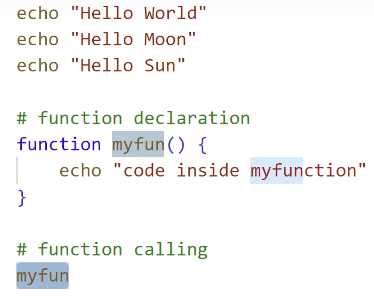 echo "Hello World"
echo "Hello Moon"
echo "Hello Sun"
# function declaration
function myfun() {
echo "code inside myfunction"
}
# function calling
myfun